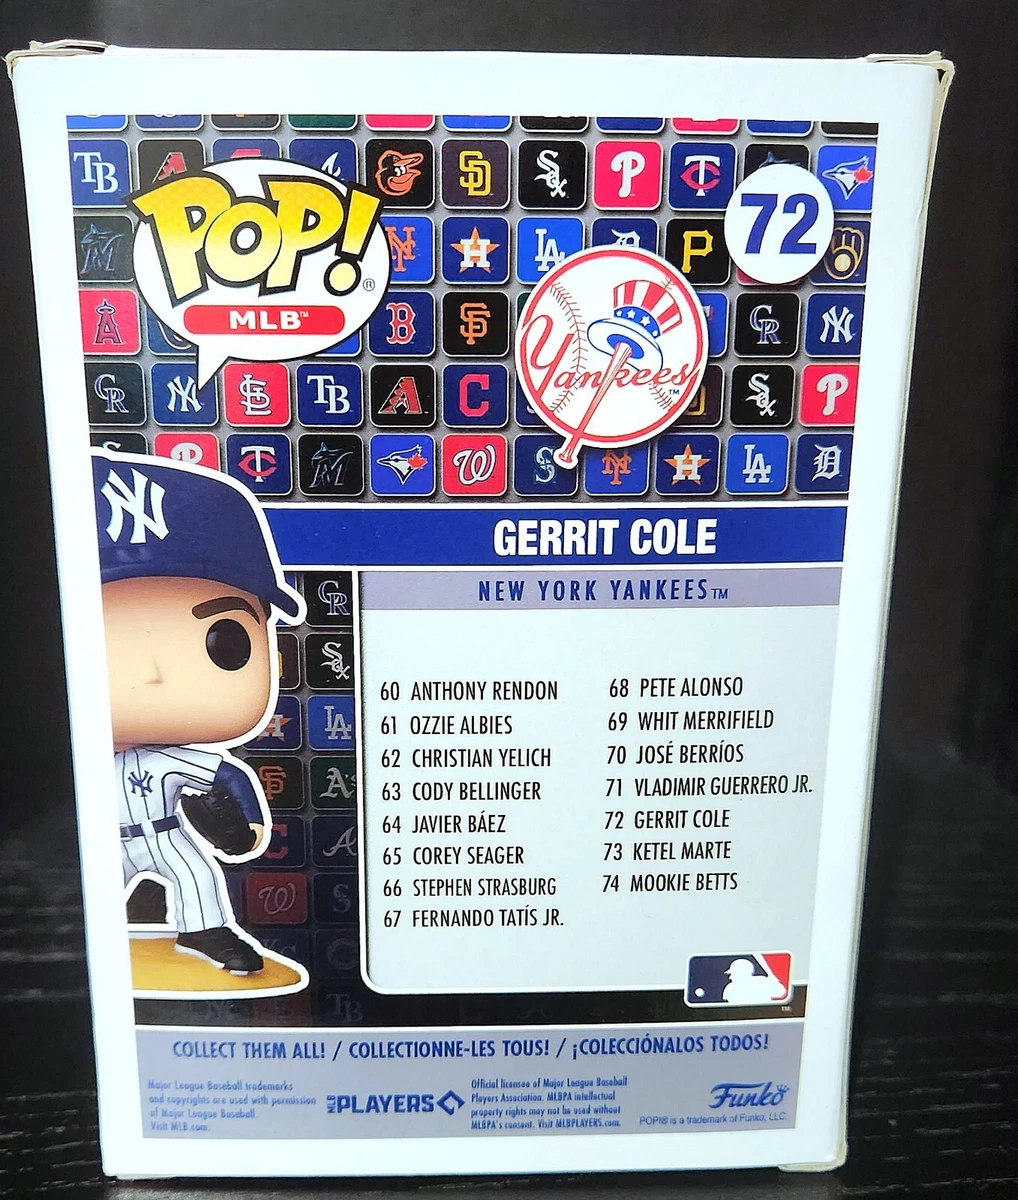 POP!®
MLB™
72
Yankees™
GERRIT COLE
NEW YORK YANKEES™
60 ANTHONY RENDON
61 OZZIE ALBIES
62 CHRISTIAN YELICH
63 CODY BELLINGER
64 JAVIER BÁEZ
65 COREY SEAGER
66 STEPHEN STRASBURG
67 FERNANDO TATÍS JR.
68 PETE ALONSO
69 WHIT MERRIFIELD
70 JOSÉ BERRÍOS
71 VLADIMIR GUERRERO JR.
72 GERRIT COLE
73 KETEL MARTE
74 MOOKIE BETTS
COLLECT THEM ALL! / COLLECTIONNE-LES TOUS! / ¡COLECCIÓNALOS TODOS!
Major League Baseball trademarks
and copyrights are used with permission
of Major League Baseball.
Visit MLB.com.
MLB PLAYERS
Official licensee of Major League Baseball
Players Association. MLBPA intellectual
property rights may not be used without
MLBPA's consent. Visit MLBPLAYERS.com.
Funko
POP!® is a trademark of Funko, LLC.